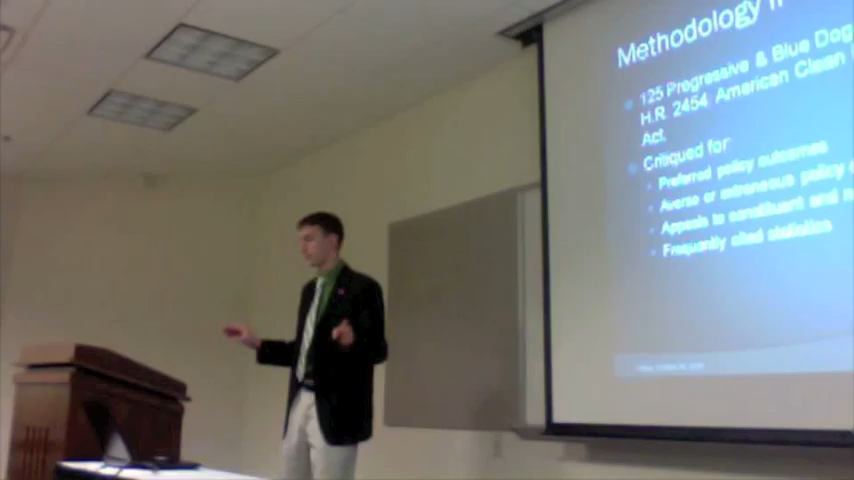 Methodology
125 Progressive & Blue Dog
H.R. 2454 American Clean
Act.
Critiqued for
Preferred policy outcomes
Averse or extraneous policy
Appeals to constituent and
Frequently cited statistics